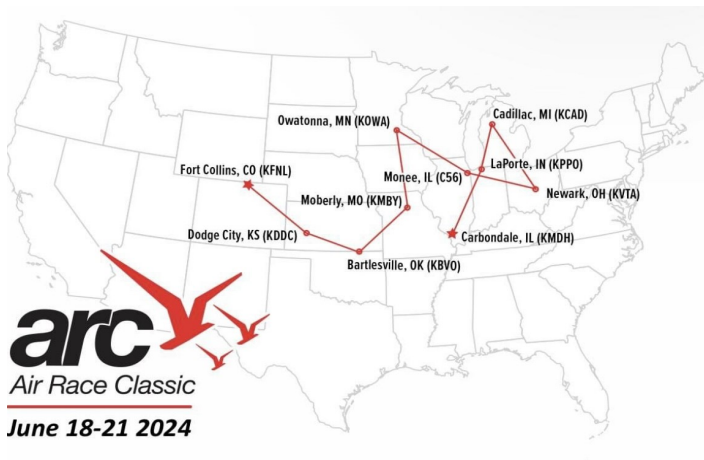 Cadillac, MI (KCAD)
Owatonna, MN (KOWA)
LaPorte, IN (KPPO)
Fort Collins, CO (KFNL)
Monee, IL (C56)
Newark, OH (KVTA)
Moberly, MO (KMBY)
Dodge City, KS (KDDC)
Carbondale, IL (KMDH)
Bartlesville, OK (KBVO)
arc
Air Race Classic
June 18-21 2024